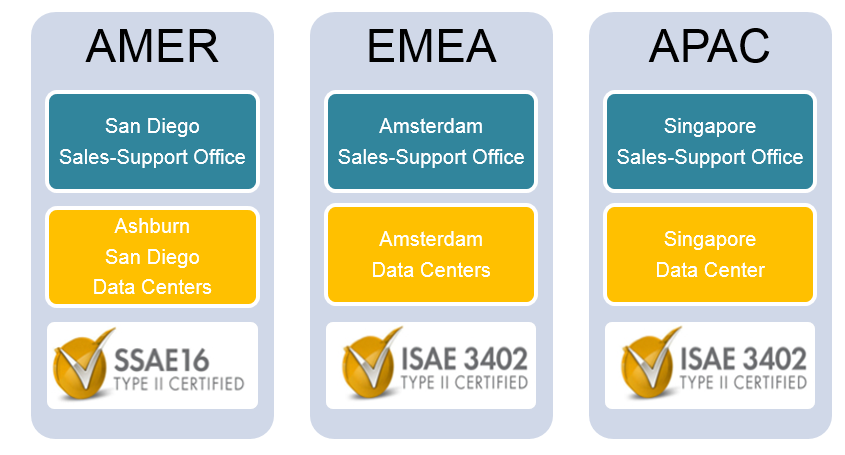 AMER
San Diego
Sales-Support Office
Ashburn
San Diego
Data Centers
SSAE16
TYPE II CERTIFIED
EMEA
Amsterdam
Sales-Support Office
Amsterdam
Data Centers
ISAE 3402
TYPE II CERTIFIED
APAC
Singapore
Sales-Support Office
Singapore
Data Center
ISAE 3402
TYPE II CERTIFIED